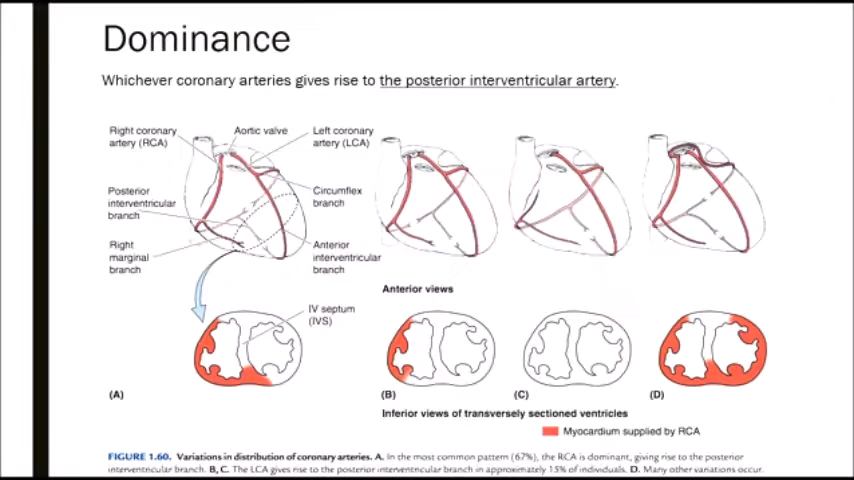 Dominance
Whichever coronary arteries gives rise to the posterior interventricular artery.
Right coronary
artery (RCA)
Aortic valve
Left coronary
artery (LCA)
Posterior
interventricular
branch
Circumflex
branch
Right
marginal
branch
Anterior
interventricular
branch
IV septum
(IVS)
Anterior views
(A)
(B)
(C)
(D)
Inferior views of transversely sectioned ventricles
Myocardium supplied by RCA
FIGURE 1.60. Variations in distribution of coronary arteries. A. In the most common pattern (67%), the RCA is dominant, giving rise to the posterior
interventricular branch. B, C. The LCA gives rise to the posterior interventricular branch in approximately 15% of individuals. D. Many other variations occur.